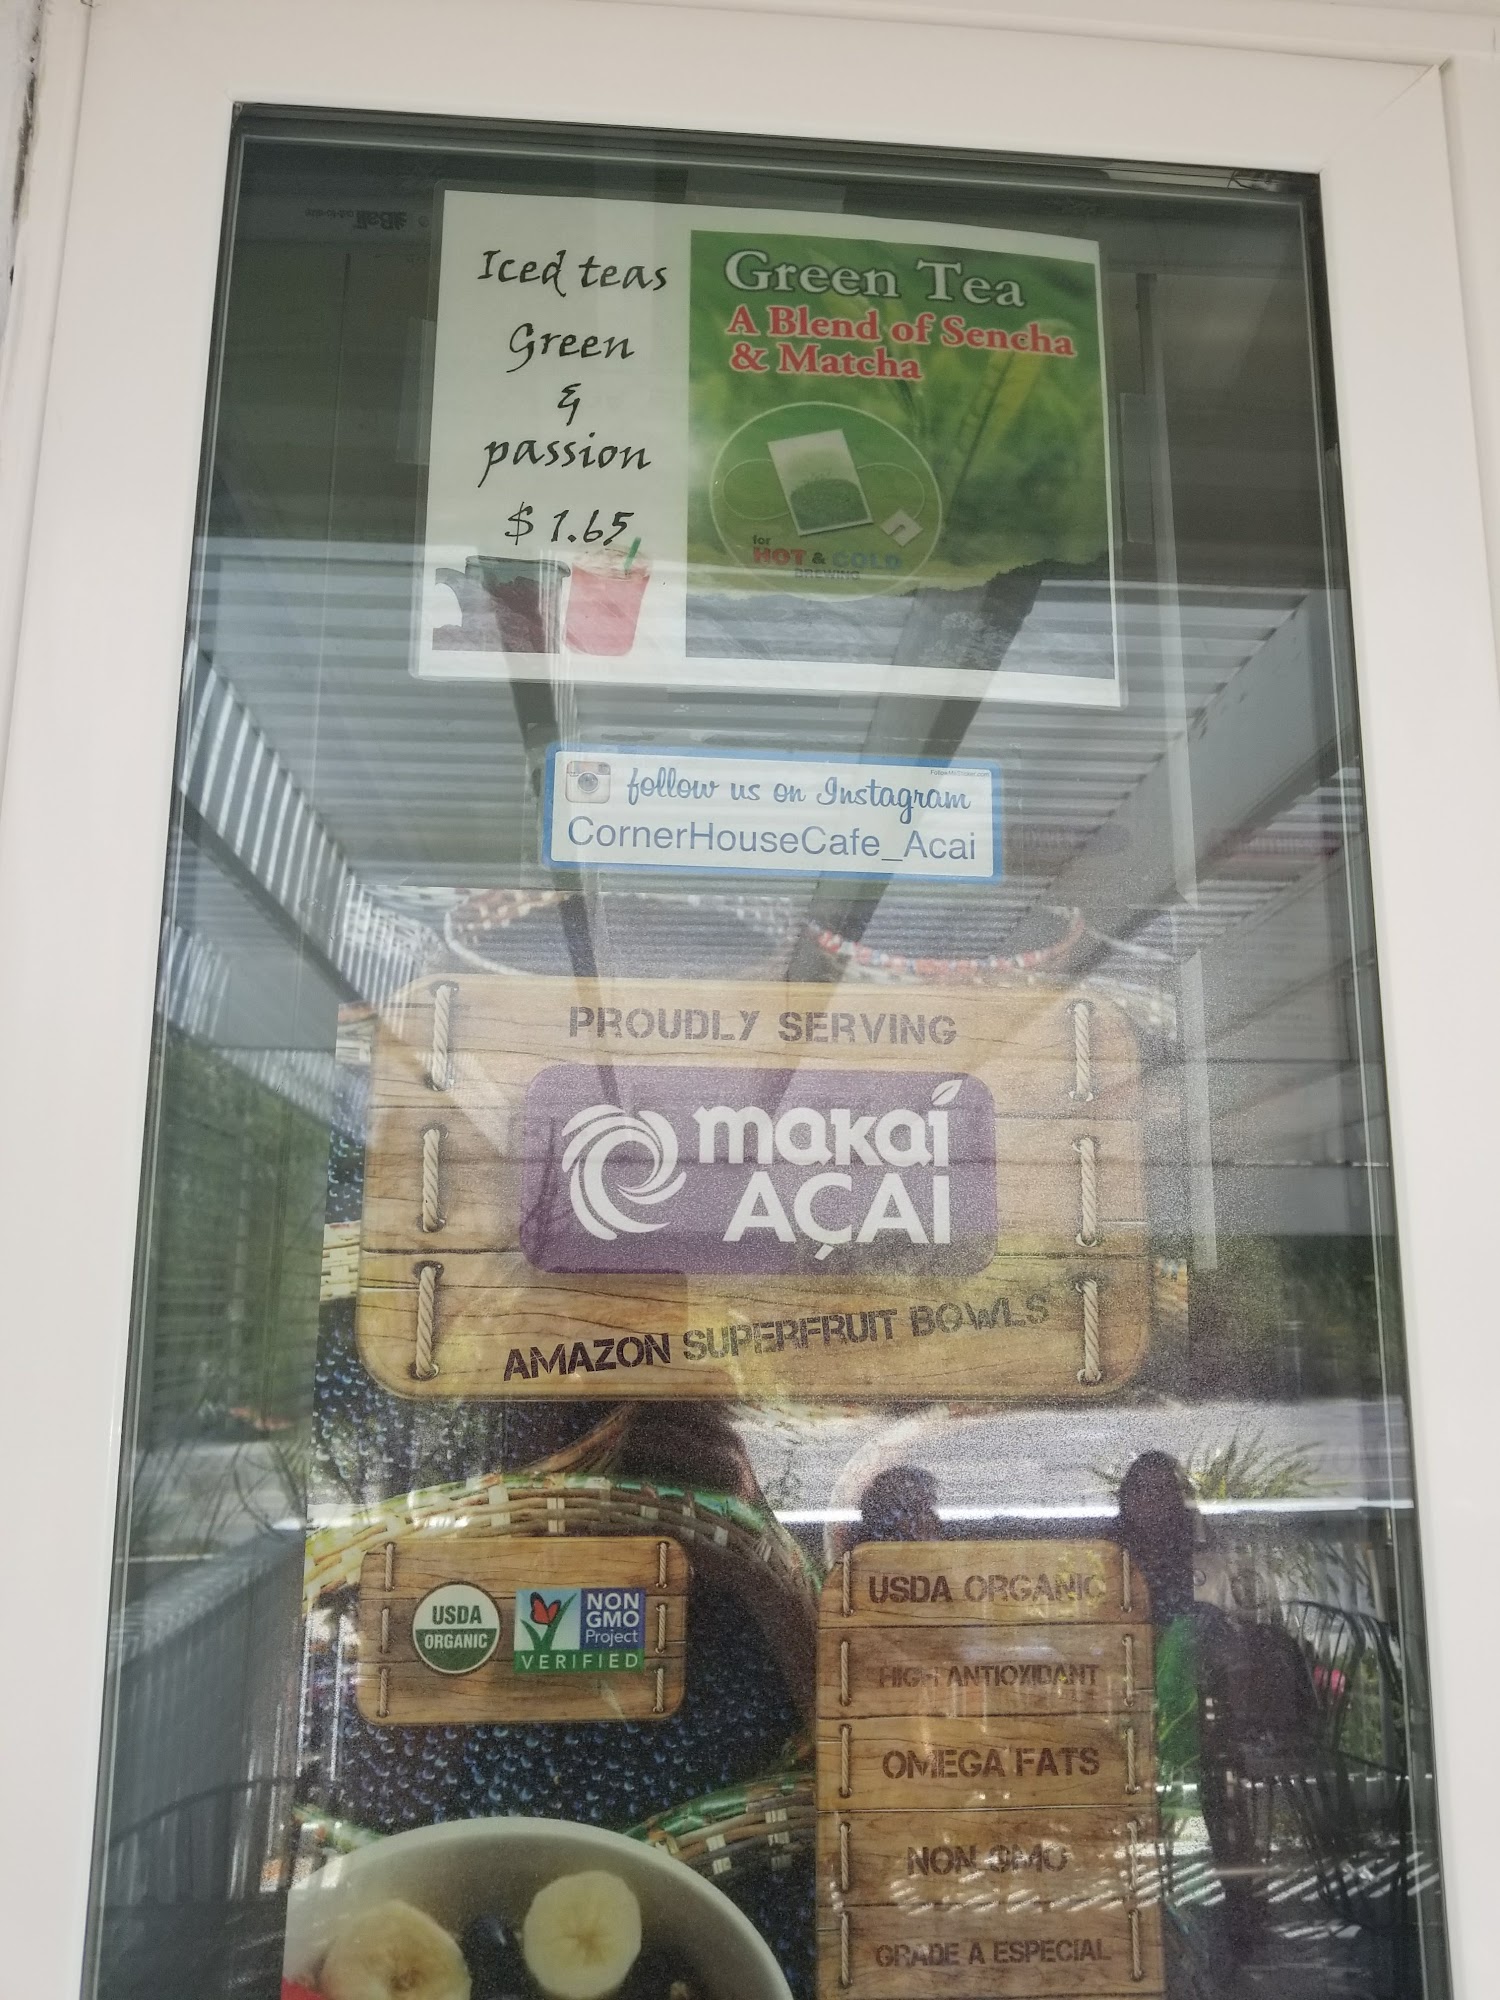 Iced teas
Green
&
passion
$ 1.65
Green Tea
A Blend of Sencha
& Matcha
for
HOT & COLD
BREWING
follow us on Instagram
CornerHouseCafe_Acai
PROUDLY SERVING
makai
AÇAI
AMAZON SUPERFRUIT BOWLS
USDA
ORGANIC
NON
GMO
Project
VERIFIED
USDA ORGANIC
HIGH ANTIOXIDANT
OMEGA FATS
NON GMO
GRADE A ESPECIAL